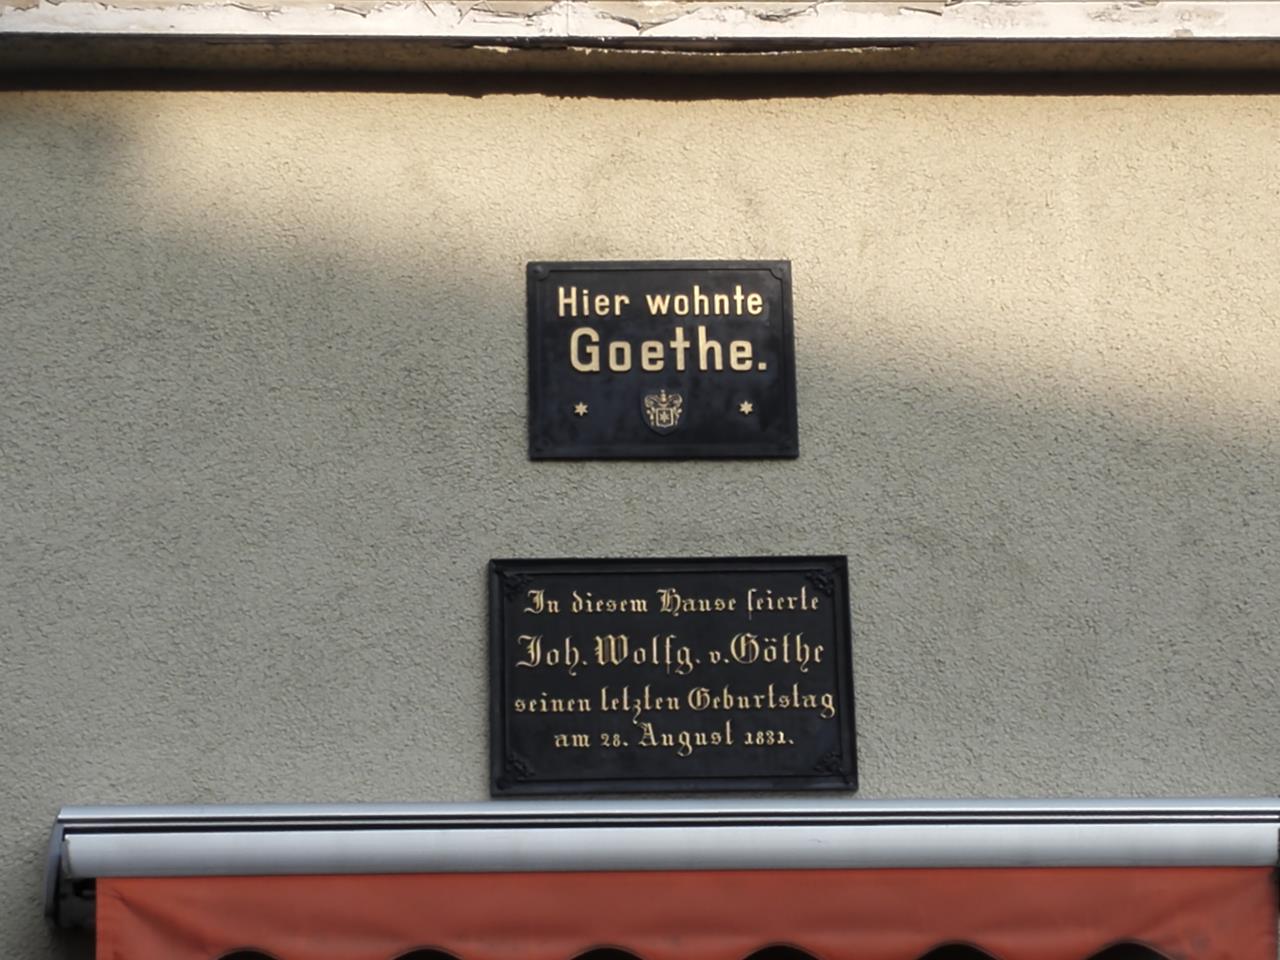 Hier wohnte
Goethe.
In diesem Hause feierte
Joh. Wolfg. v. Göthe
seinen letzten Geburtstag
am 28. August 1831.